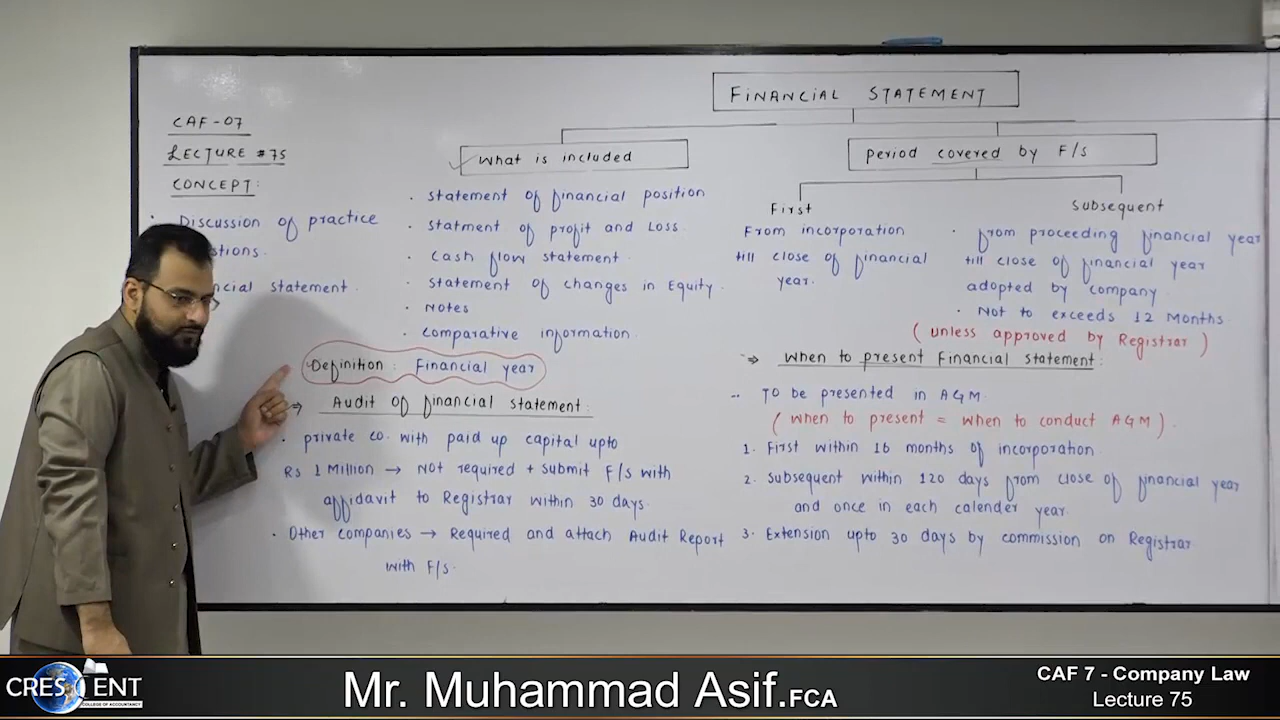 FINANCIAL STATEMENT
CAF-07
LECTURE #75
CONCEPT:
Discussion of practice
stions.
ncial statement.
What is included
. statement of financial position
. statment of profit and Loss.
. cash flow statement.
. statement of changes in Equity.
. Notes
. comparative information.
Definition: Financial year
⇒ Audit of financial statement:
. private co. with paid up capital upto
Rs 1 Million → Not required + submit F/s with
affidavit to Registrar within 30 days.
. Other companies → Required and attach Audit Report
with F/s.
period covered by F/s
First
From incorporation
till close of financial
year.
Subsequent
. from proceeding financial year
till close of financial year
adopted by company
. Not to exceeds 12 Months.
(unless approved by Registrar)
⇒ When to present Financial statement:
TO be presented in AGM.
(when to present = when to conduct AGM).
1. First within 16 months of incorporation
2. subsequent within 120 days from close of financial year
and once in each calender year.
3. Extension upto 30 days by commission on Registrar
CRESCENT
COLLEGE OF ACCOUNTANCY
Mr. Muhammad Asif.FCA
CAF 7 - Company Law
Lecture 75